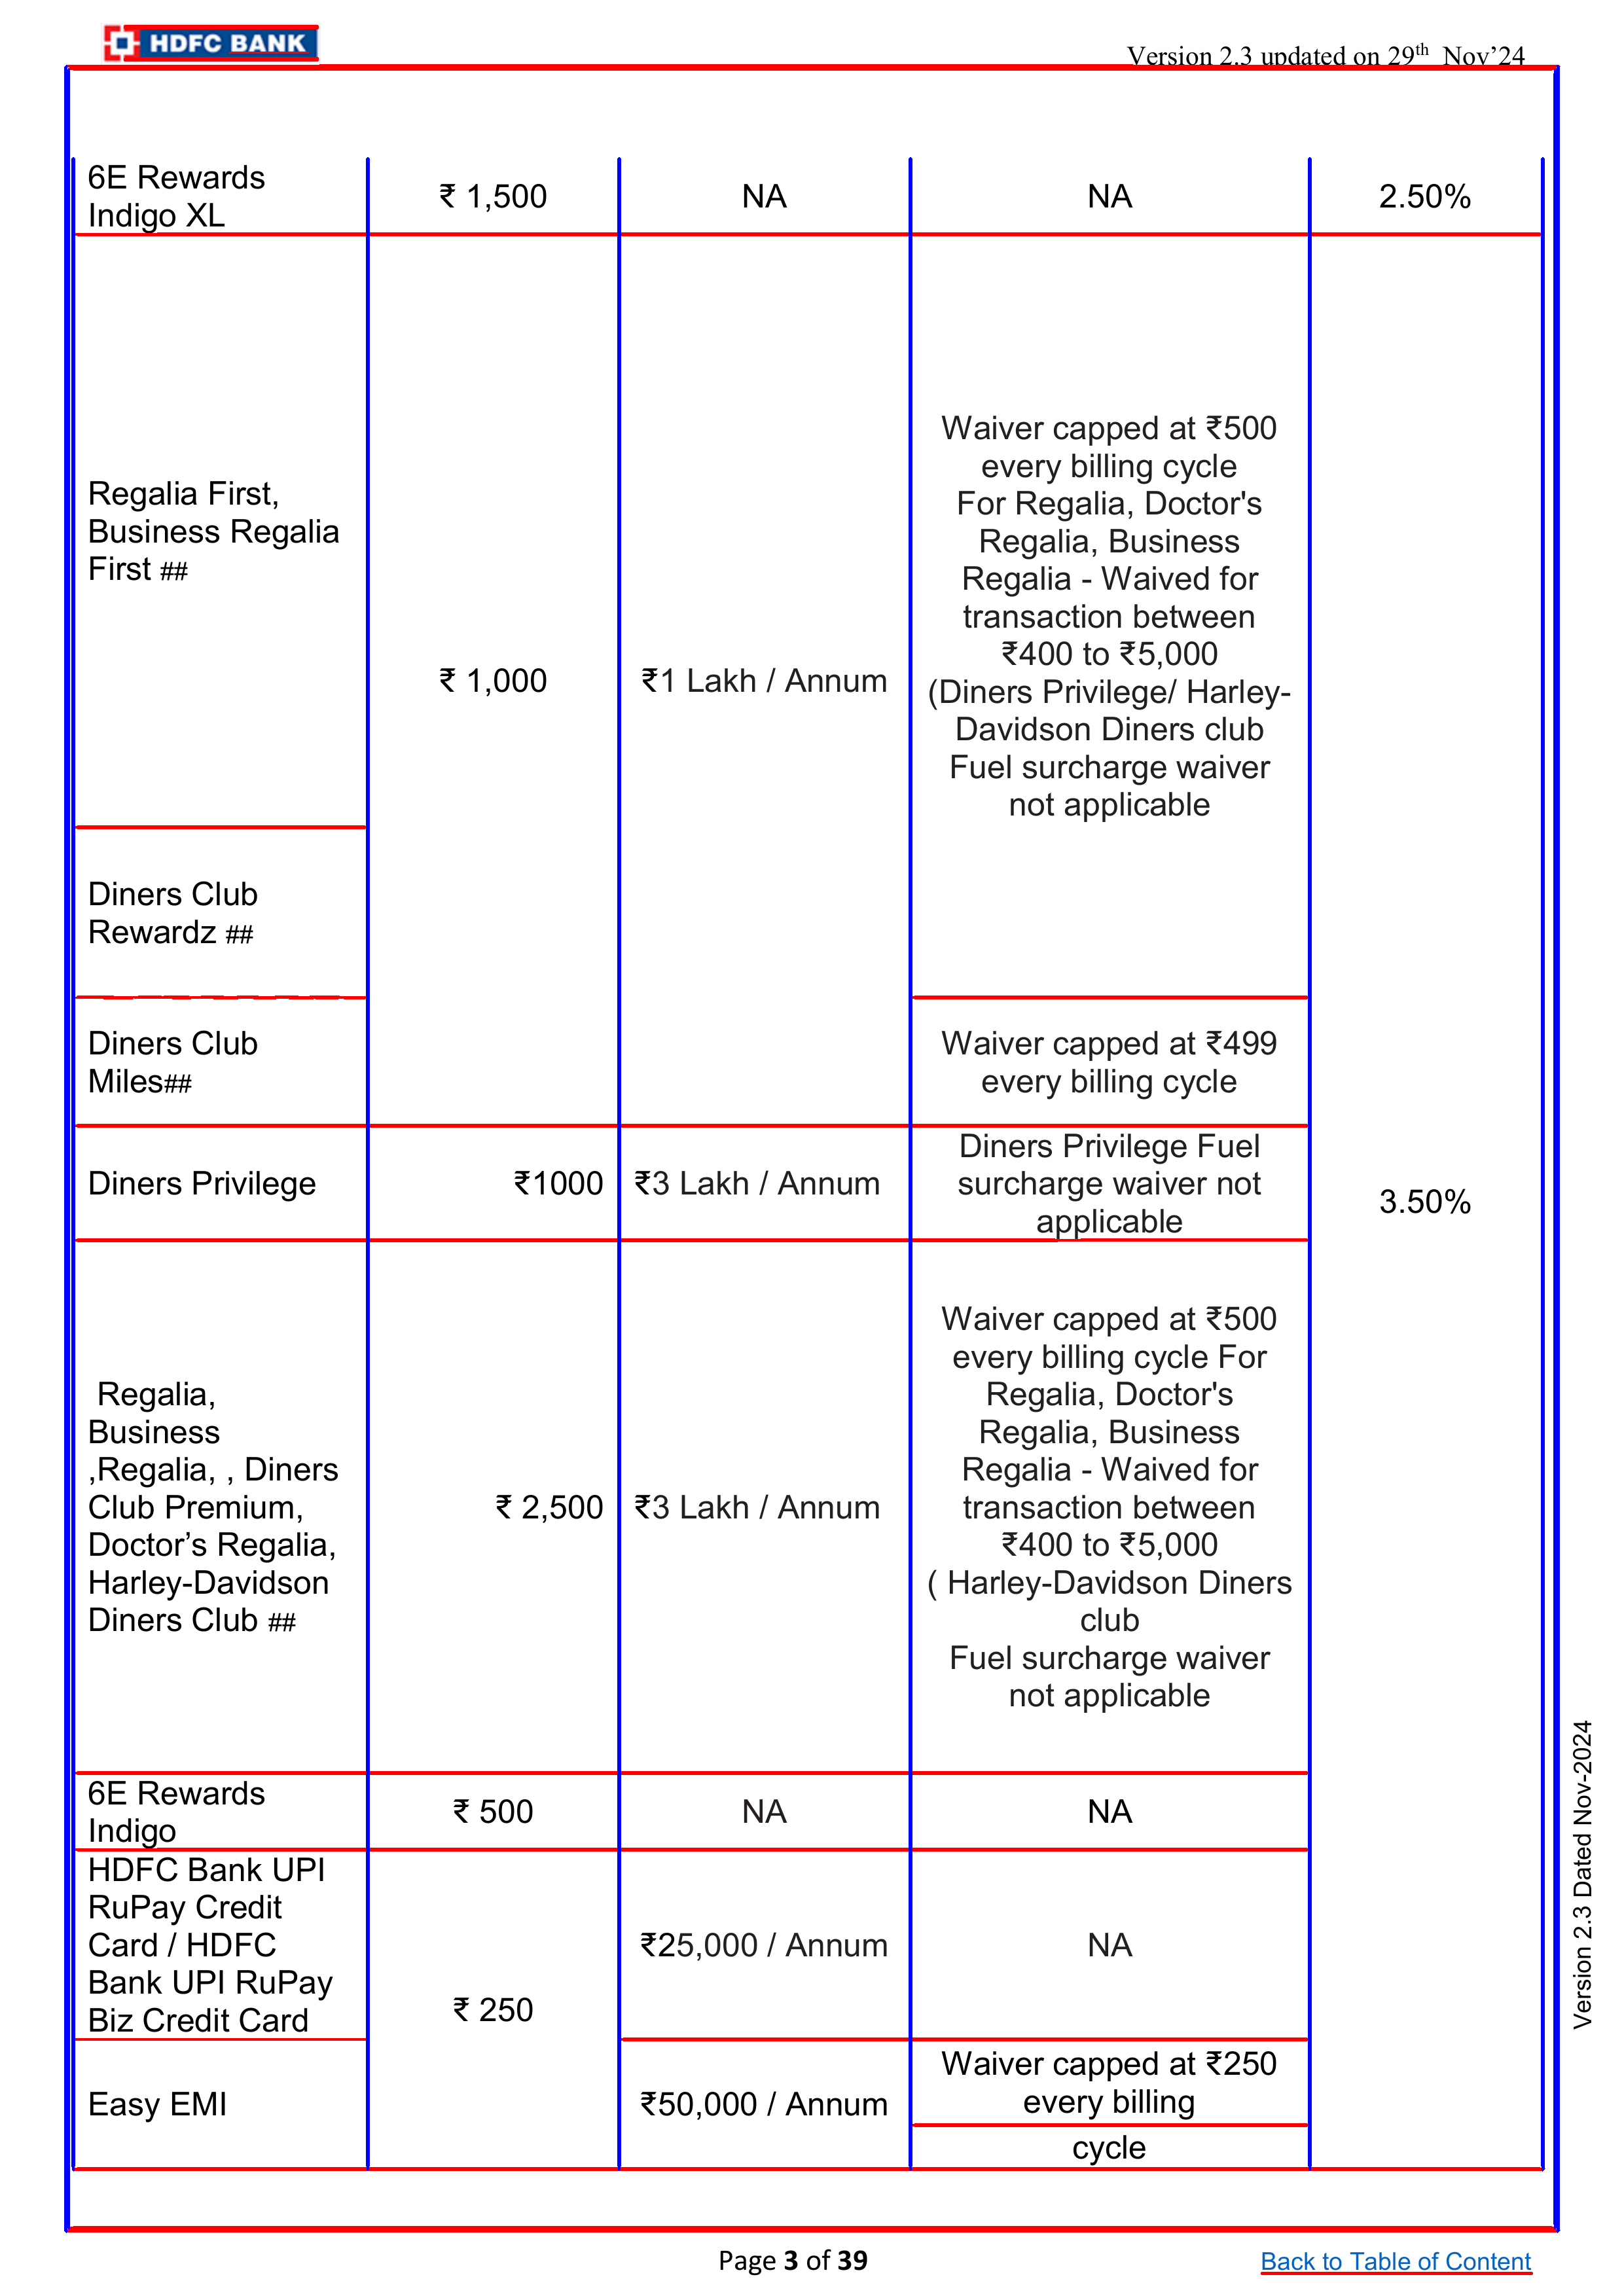 HDFC BANK
Version 2.3 updated on 29th Nov’24
6E Rewards
Indigo XL
₹ 1,500
NA
NA
2.50%
Regalia First,
Business Regalia
First ##
₹ 1,000
₹1 Lakh / Annum
Waiver capped at ₹500
every billing cycle
For Regalia, Doctor's
Regalia, Business
Regalia - Waived for
transaction between
₹400 to ₹5,000
(Diners Privilege/ Harley-
Davidson Diners club
Fuel surcharge waiver
not applicable
3.50%
Diners Club
Rewardz ##
Diners Club
Miles##
Waiver capped at ₹499
every billing cycle
Diners Privilege
₹1000
₹3 Lakh / Annum
Diners Privilege Fuel
surcharge waiver not
applicable
Regalia,
Business
,Regalia, , Diners
Club Premium,
Doctor’s Regalia,
Harley-Davidson
Diners Club ##
₹ 2,500
₹3 Lakh / Annum
Waiver capped at ₹500
every billing cycle For
Regalia, Doctor's
Regalia, Business
Regalia - Waived for
transaction between
₹400 to ₹5,000
( Harley-Davidson Diners
club
Fuel surcharge waiver
not applicable
6E Rewards
Indigo
₹ 500
NA
NA
HDFC Bank UPI
RuPay Credit
Card / HDFC
Bank UPI RuPay
Biz Credit Card
₹ 250
₹25,000 / Annum
NA
Easy EMI
₹50,000 / Annum
Waiver capped at ₹250
every billing
cycle
Version 2.3 Dated Nov-2024
Page 3 of 39
Back to Table of Content